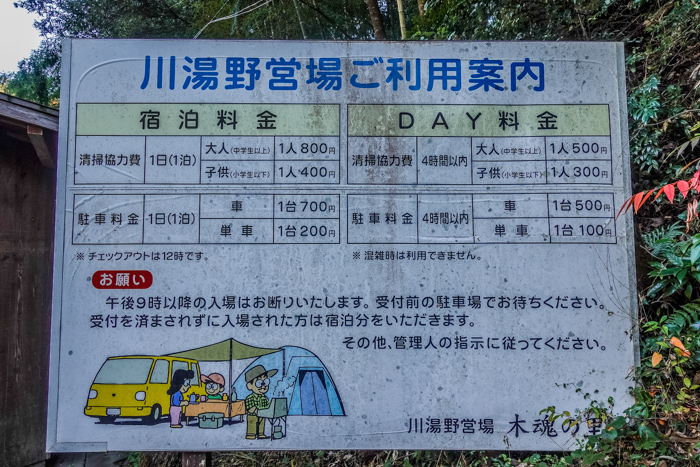 川湯野営場ご利用案内
宿泊料金
清掃協力費 1日(1泊) 大人(中学生以上) 1人800円
子供(小学生以下) 1人400円
駐車料金 1日(1泊) 車 1台700円
単車 1台200円
※チェックアウトは12時です。
DAY料金
清掃協力費 4時間以内 大人(中学生以上) 1人500円
子供(小学生以下) 1人300円
駐車料金 4時間以内 車 1台500円
単車 1台100円
※混雑時は利用できません。
お願い
午後9時以降の入場はお断りいたします。受付前の駐車場でお待ちください。
受付を済まされずに入場された方は宿泊分をいただきます。
その他、管理人の指示に従ってください。
川湯野営場 木魂の里